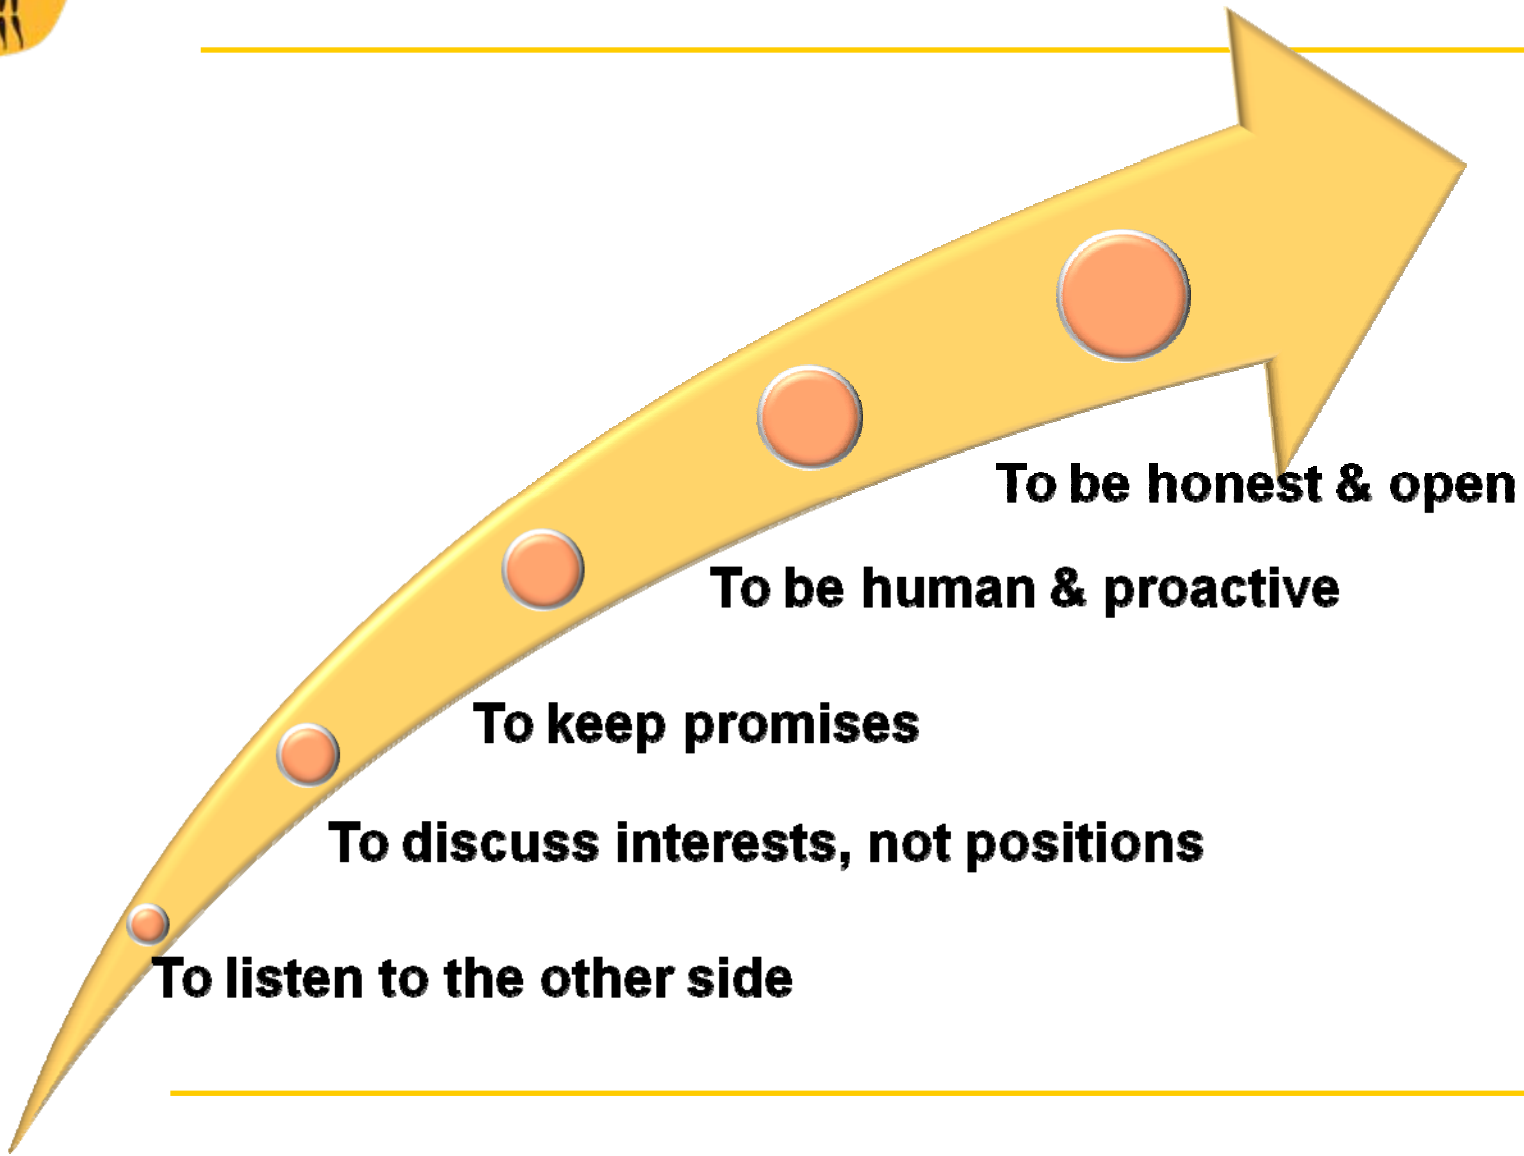 To be honest & open
To be human & proactive
To keep promises
To discuss interests, not positions
To listen to the other side